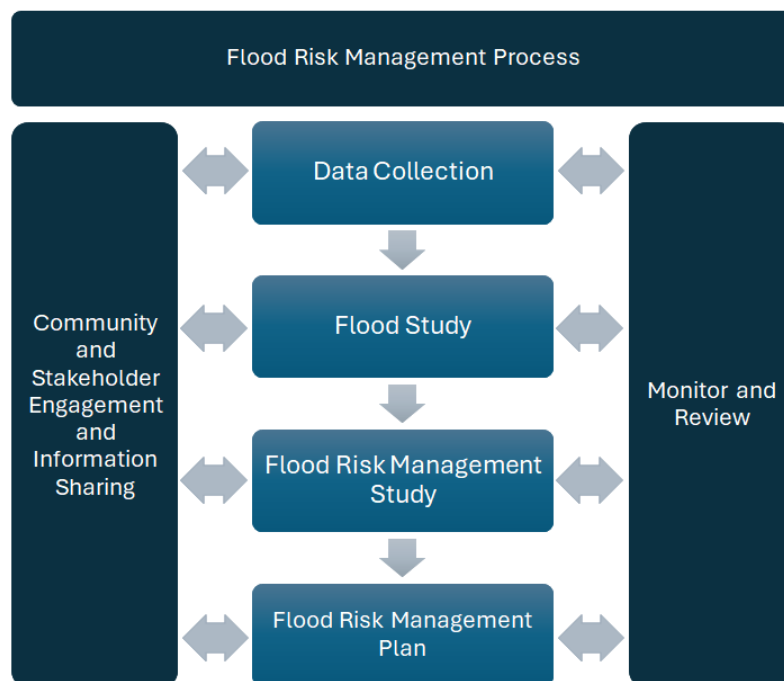 Flood Risk Management Process
Data Collection
Flood Study
Flood Risk Management
Study
Flood Risk Management
Plan
Community
and
Stakeholder
Engagement
and
Information
Sharing
Monitor and
Review